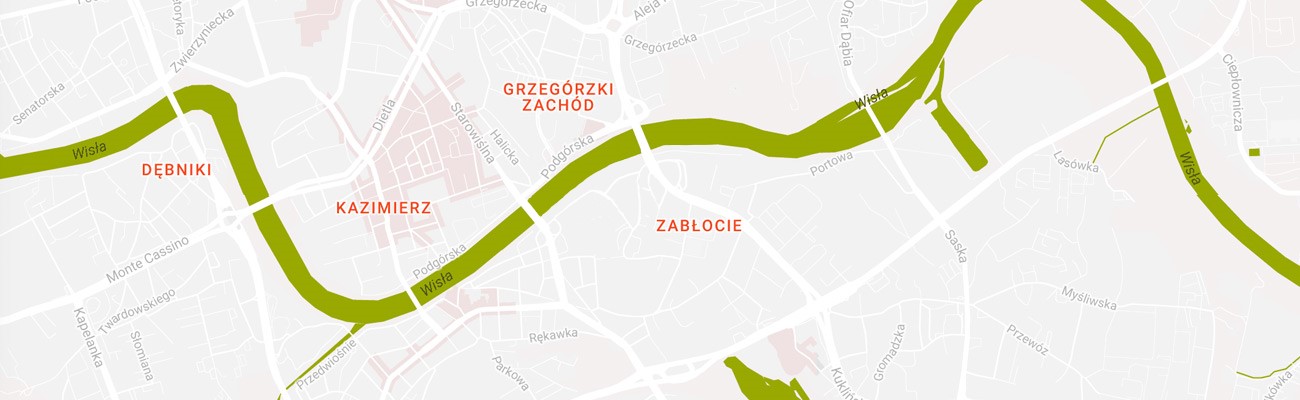 Grzegórzecka
Aleja
Zwierzyniecka
Ofiar Dąbia
Grzegórzecka
Ciepłownicza
Senatorska
GRZEGÓRZKI
ZACHÓD
Wisła
Dietla
Starowiślna
Halicka
Podgórska
Wisła
DĘBNIKI
Portowa
Lasówka
Wisła
KAZIMIERZ
ZABŁOCIE
Monte Cassino
Podgórska
Saska
Wisła
Twardowskiego
Myśliwska
Kapelanka
Słomiana
Przedwiośnie
Rękawka
Parkowa
Gromadzka
Przewóz